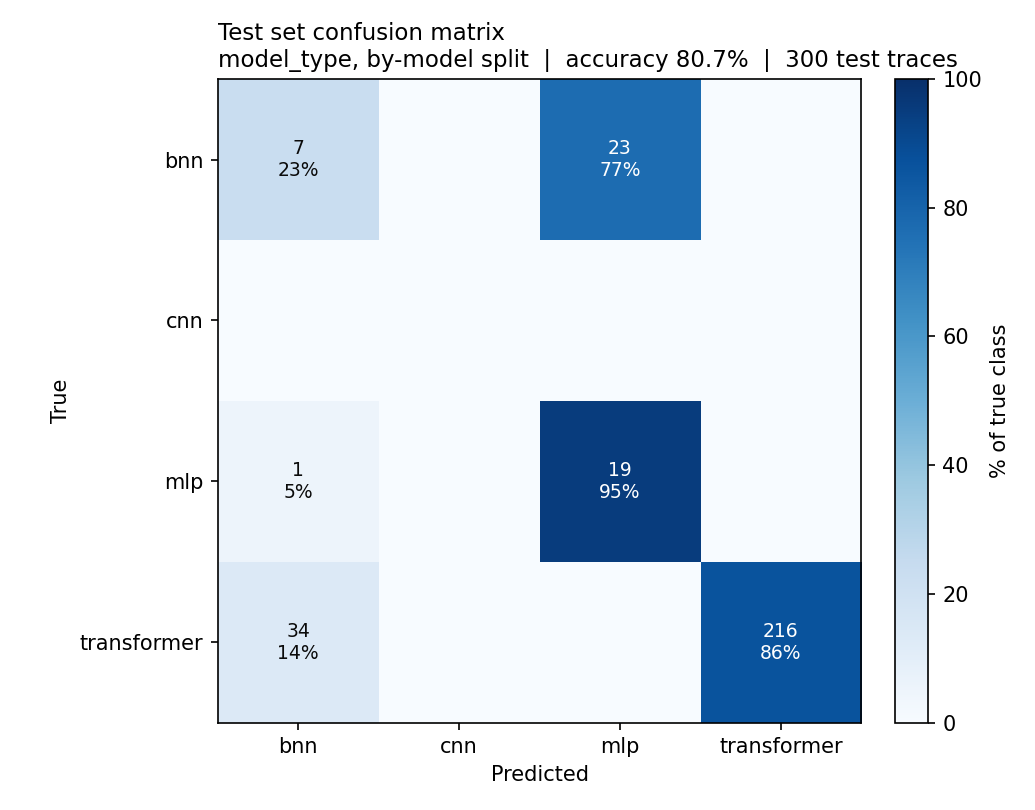 Test set confusion matrix
model_type, by-model split | accuracy 80.7% | 300 test traces
100
80
60
40
20
0
% of true class
True
bnn
cnn
mlp
transformer
7
23%
23
77%
1
5%
19
95%
34
14%
216
86%
bnn
cnn
mlp
transformer
Predicted